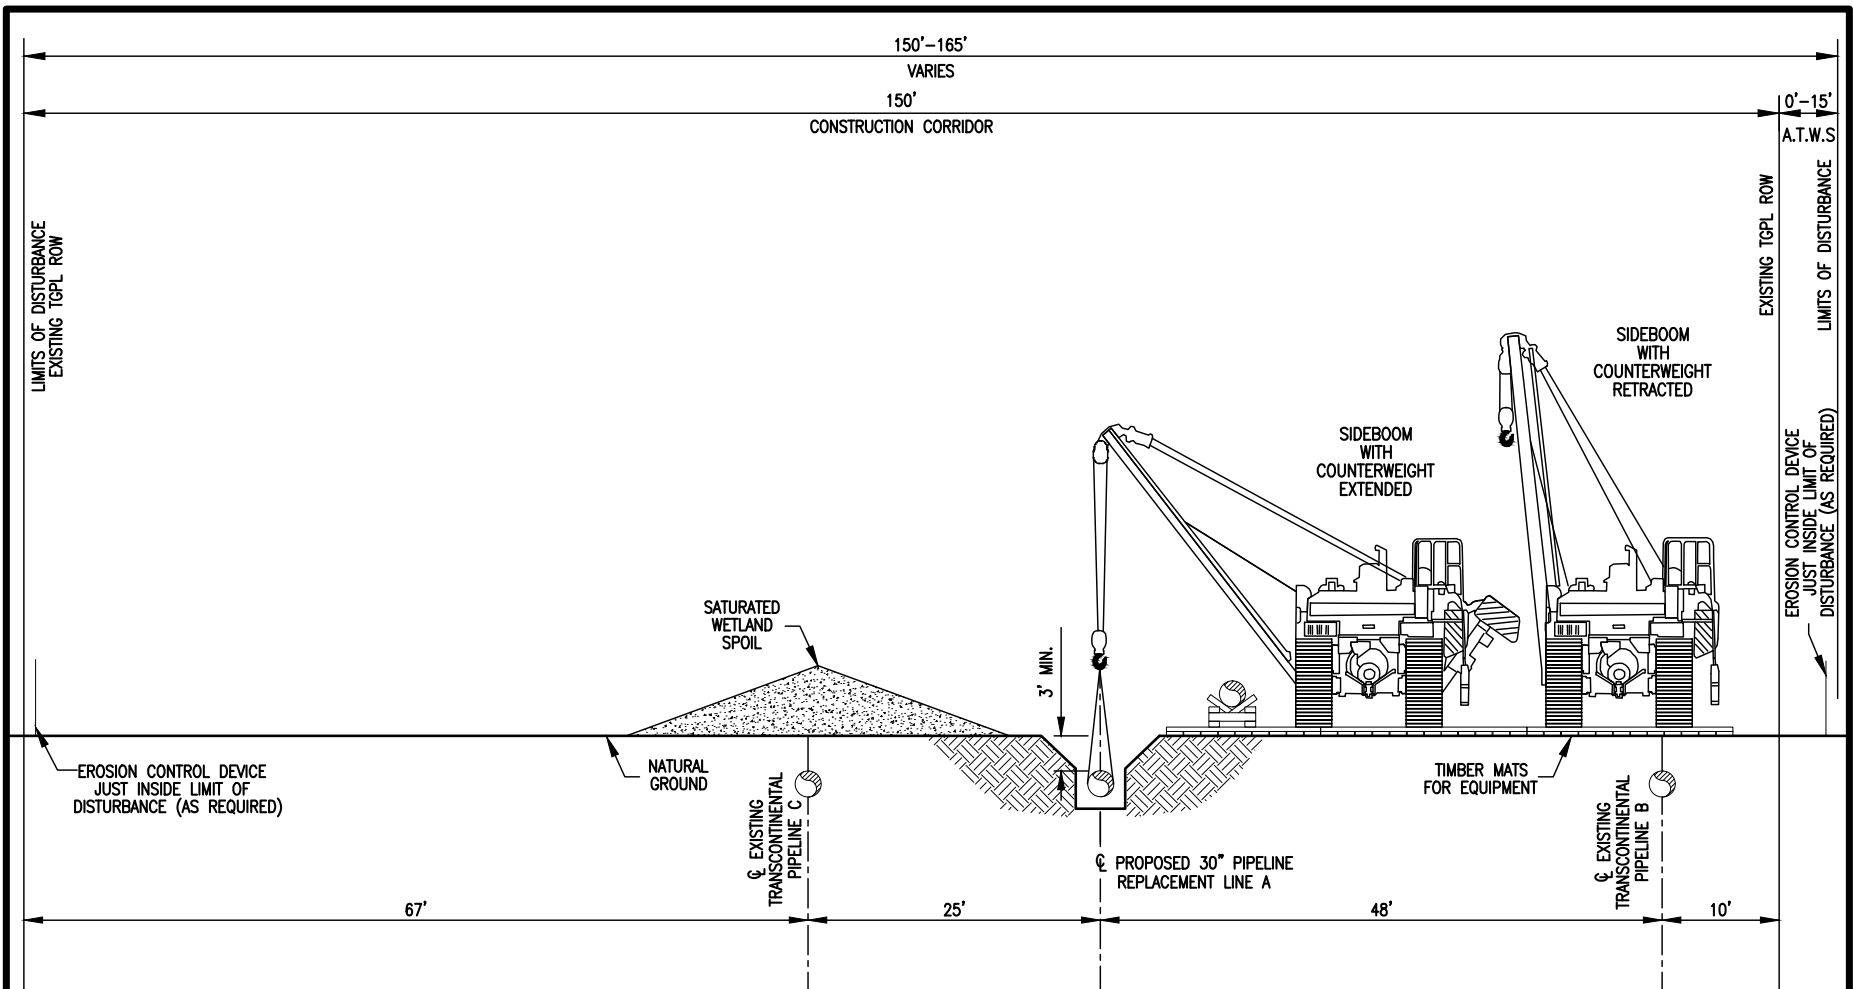 150'-165'
VARIES
150'
CONSTRUCTION CORRIDOR
0'-15'
A.T.W.S
LIMITS OF DISTURBANCE
EXISTING TGPL ROW
EXISTING TGPL ROW
LIMITS OF DISTURBANCE
SIDEBOOM
WITH
COUNTERWEIGHT
RETRACTED
SIDEBOOM
WITH
COUNTERWEIGHT
EXTENDED
EROSION CONTROL DEVICE
JUST INSIDE LIMIT OF
DISTURBANCE (AS REQUIRED)
SATURATED
WETLAND
SPOIL
3' MIN.
EROSION CONTROL DEVICE
JUST INSIDE LIMIT OF
DISTURBANCE (AS REQUIRED)
NATURAL
GROUND
TIMBER MATS
FOR EQUIPMENT
℄ EXISTING
TRANSCONTINENTAL
PIPELINE C
℄ PROPOSED 30" PIPELINE
REPLACEMENT LINE A
℄ EXISTING
TRANSCONTINENTAL
PIPELINE B
67'
25'
48'
10'